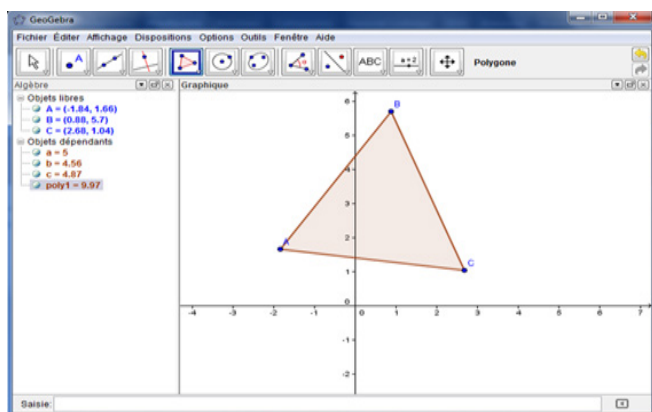 GeoGebra
Fichier Éditer Affichage Dispositions Options Outils Fenêtre Aide
A ABC a=2 Polygone
Algèbre
Objets libres
A = (-1.84, 1.66)
B = (0.88, 5.7)
C = (2.68, 1.04)
Objets dépendants
a = 5
b = 4.56
c = 4.87
poly1 = 9.97
Graphique
6
5
4
3
2
1
0
-1
-2
-4 -3 -2 -1 0 1 2 3 4 5 6 7
B
A
C
Saisie: